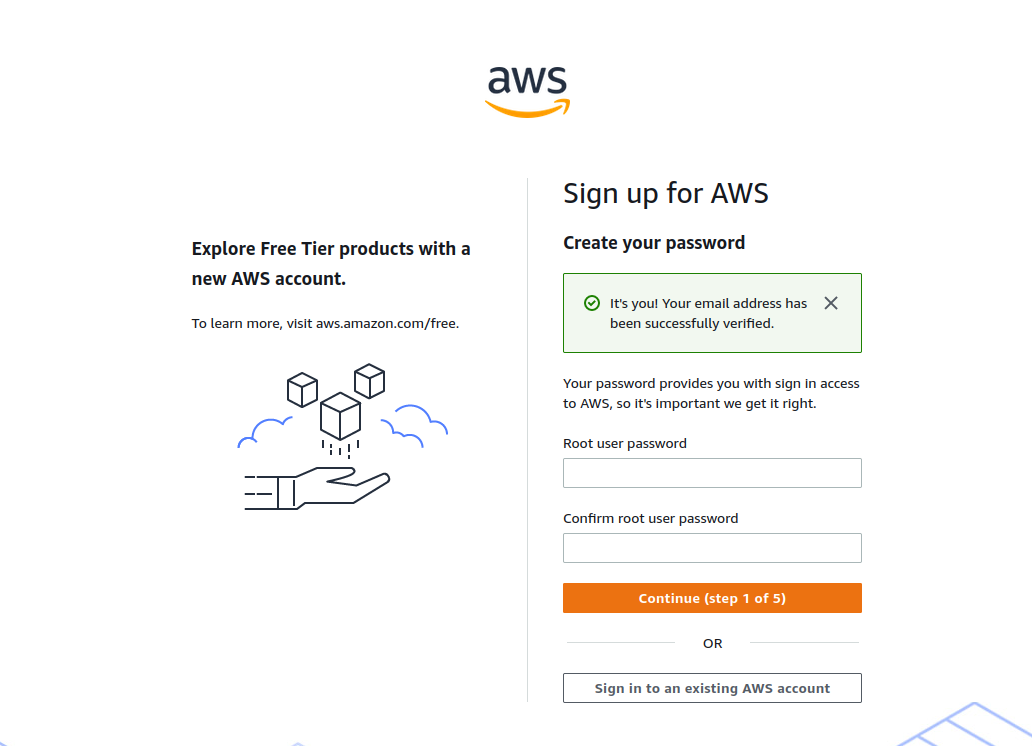 aws
Explore Free Tier products with a
new AWS account.
To learn more, visit aws.amazon.com/free.
Sign up for AWS
Create your password
It's you! Your email address has
been successfully verified.
Your password provides you with sign in access
to AWS, so it's important we get it right.
Root user password
Confirm root user password
Continue (step 1 of 5)
OR
Sign in to an existing AWS account